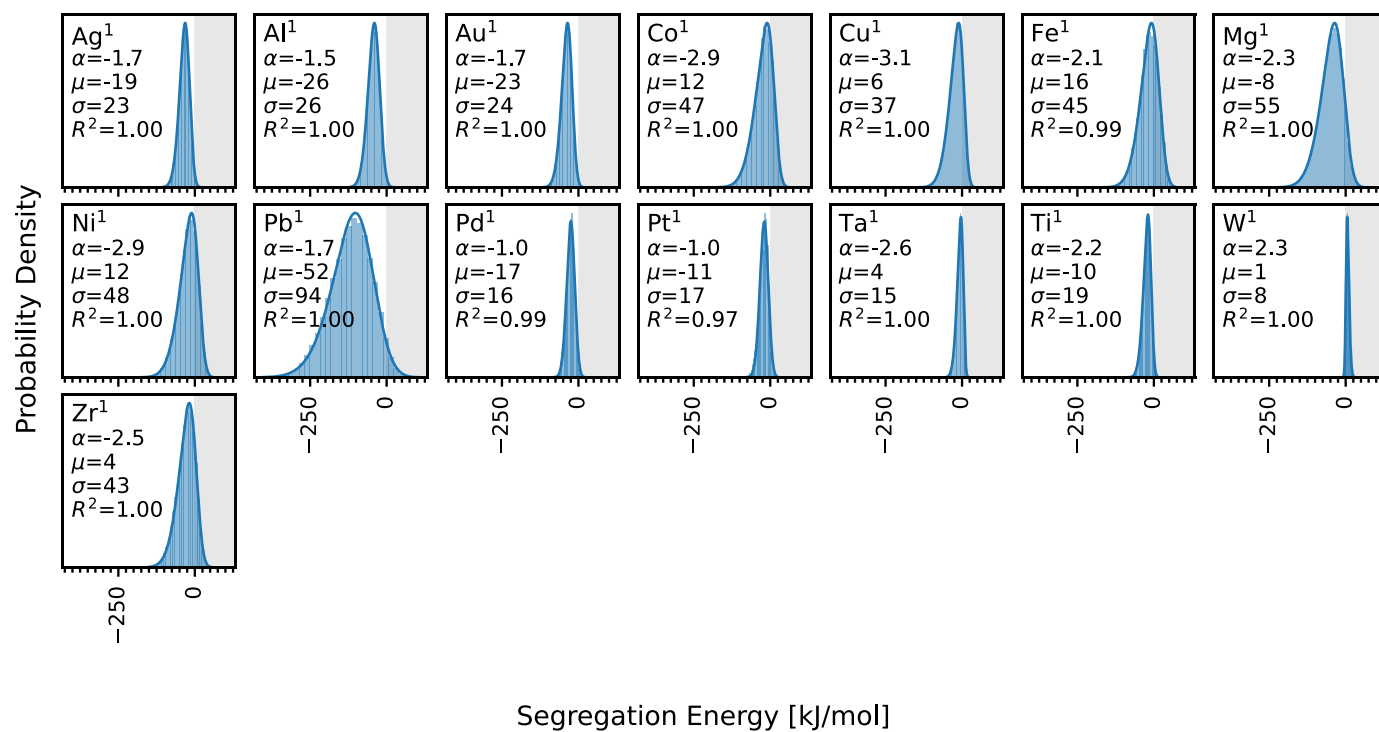 Probability Density
Ag¹
α=-1.7
μ=-19
σ=23
R²=1.00
Al¹
α=-1.5
μ=-26
σ=26
R²=1.00
Au¹
α=-1.7
μ=-23
σ=24
R²=1.00
Co¹
α=-2.9
μ=12
σ=47
R²=1.00
Cu¹
α=-3.1
μ=6
σ=37
R²=1.00
Fe¹
α=-2.1
μ=16
σ=45
R²=0.99
Mg¹
α=-2.3
μ=-8
σ=55
R²=1.00
Ni¹
α=-2.9
μ=12
σ=48
R²=1.00
Pb¹
α=-1.7
μ=-52
σ=94
R²=1.00
Pd¹
α=-1.0
μ=-17
σ=16
R²=0.99
Pt¹
α=-1.0
μ=-11
σ=17
R²=0.97
Ta¹
α=-2.6
μ=4
σ=15
R²=1.00
Ti¹
α=-2.2
μ=-10
σ=19
R²=1.00
W¹
α=2.3
μ=1
σ=8
R²=1.00
−250 0
−250 0
−250 0
−250 0
−250 0
−250 0
Zr¹
α=-2.5
μ=4
σ=43
R²=1.00
−250 0
Segregation Energy [kJ/mol]